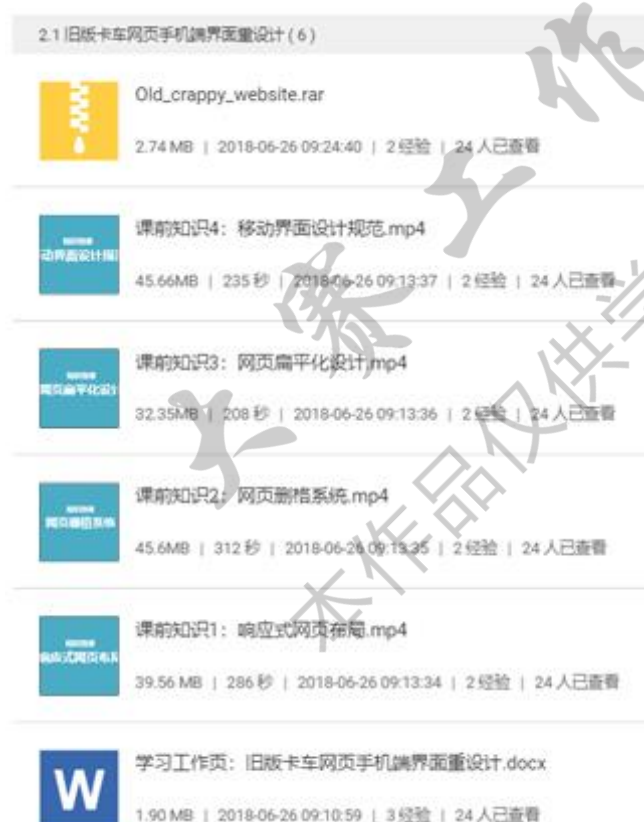 2.1 旧版卡车网页手机端界面重设计 ( 6 )
Old_crappy_website.rar
2.74 MB | 2018-06-26 09:24:40 | 2 经验 | 24 人已查看
课前知识4：移动界面设计规范.mp4
动界面设计规
45.66MB | 235 秒 | 2018-06-26 09:13:37 | 2 经验 | 24 人已查看
课前知识3：网页扁平化设计.mp4
网页扁平化设计
32.35MB | 208 秒 | 2018-06-26 09:13:36 | 2 经验 | 24 人已查看
课前知识2：网页删格系统.mp4
网页删格系统
45.6MB | 312 秒 | 2018-06-26 09:13:35 | 2 经验 | 24 人已查看
课前知识1：响应式网页布局.mp4
响应式网页布局
39.56 MB | 286 秒 | 2018-06-26 09:13:34 | 2 经验 | 24 人已查看
学习工作页：旧版卡车网页手机端界面重设计.docx
W
1.90 MB | 2018-06-26 09:10:59 | 3 经验 | 24 人已查看
大赛工作
本作品仅供学